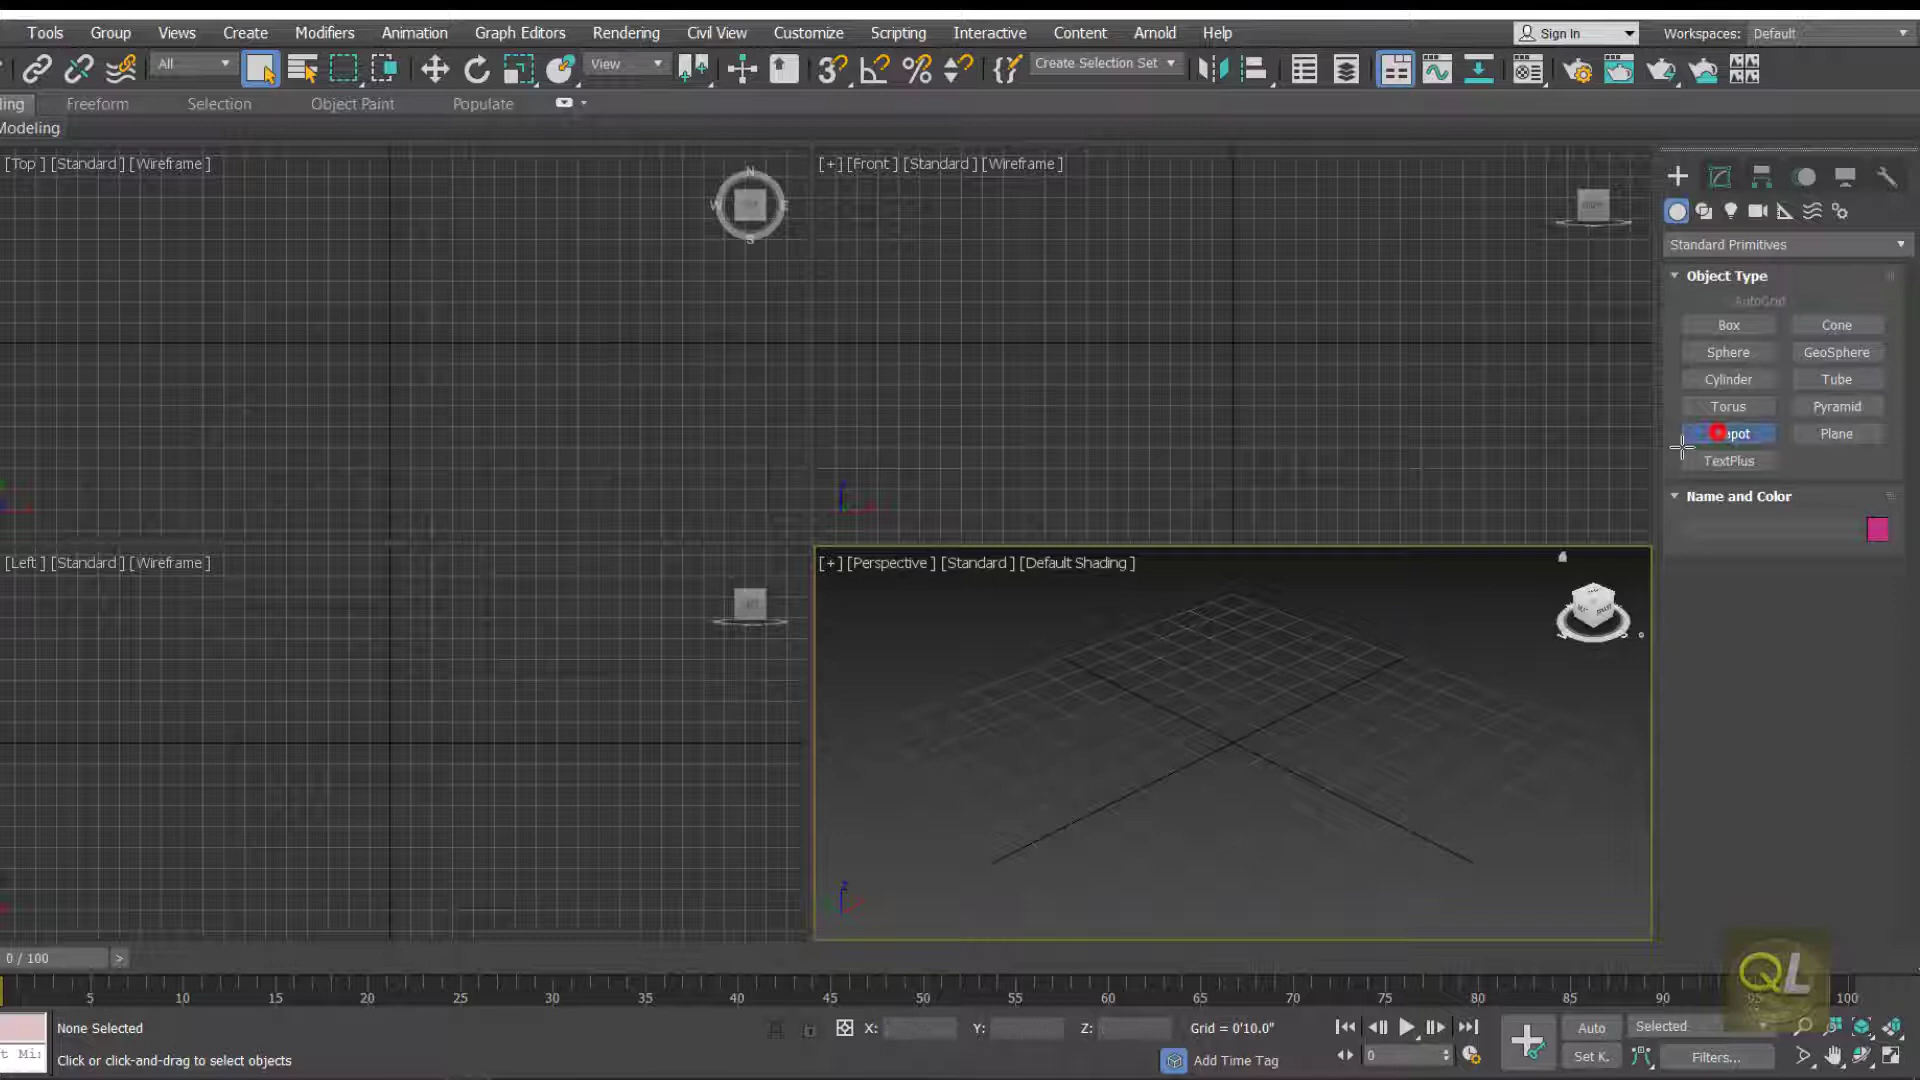 Tools Group Views Create Modifiers Animation Graph Editors Rendering Civil View Customize Scripting Interactive Content Arnold Help Sign In Workspaces: Default
All View Create Selection Set
ling Freeform Selection Object Paint Populate
Modeling
[Top ] [Standard ] [Wireframe ] [+] [Front ] [Standard ] [Wireframe ]
N
W E
S
Standard Primitives
Object Type
AutoGrid
Box Cone
Sphere GeoSphere
Cylinder Tube
Torus Pyramid
apot Plane
TextPlus
Name and Color
[Left ] [Standard ] [Wireframe ] [+] [Perspective ] [Standard ] [Default Shading ]
z
0 / 100 >
QL
5 10 15 20 25 30 35 40 45 50 55 60 65 70 75 80 85 90 95 100
None Selected X: Y: Z: Grid = 0'10.0" Auto Selected
t Mi: Click or click-and-drag to select objects Add Time Tag 0 Set K. Filters...